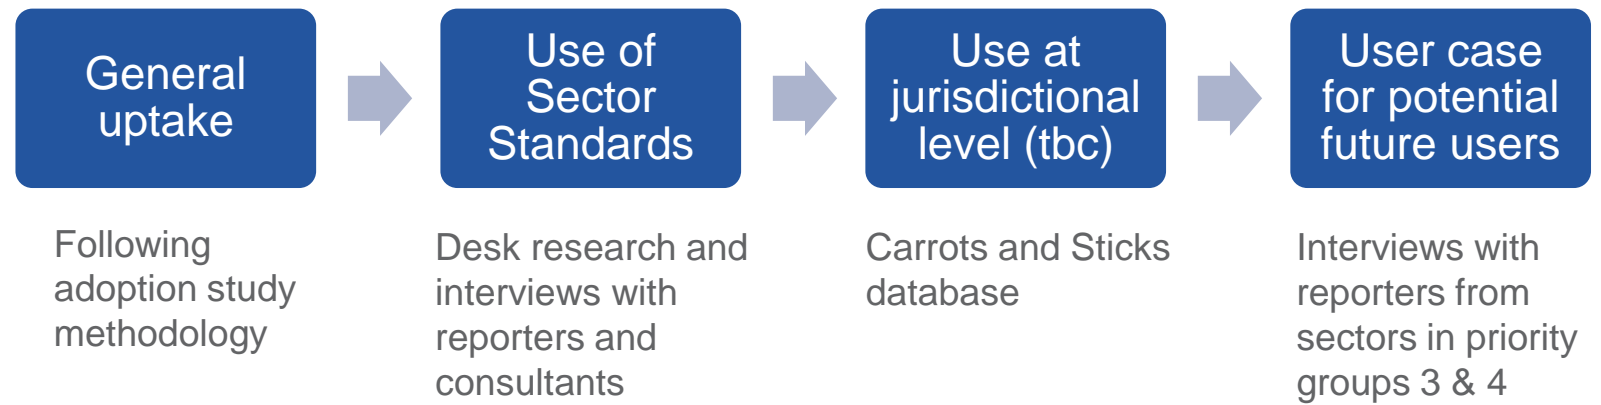 General
uptake
Use of
Sector
Standards
Use at
jurisdictional
level (tbc)
User case
for potential
future users
Following
adoption study
methodology
Desk research and
interviews with
reporters and
consultants
Carrots and Sticks
database
Interviews with
reporters from
sectors in priority
groups 3 & 4